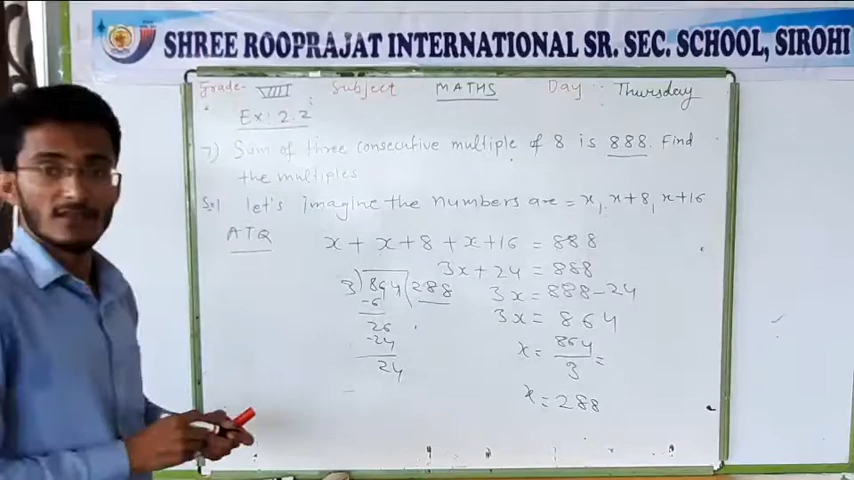 SHREE ROOPRAJAT INTERNATIONAL SR. SEC. SCHOOL, SIROHI
Grade- VIII Subject MATHS Day : Thursday
Ex: 2.2
7) Sum of three consecutive multiple of 8 is 888. Find
the multiples
Sol let's imagine the numbers are = x, x+8, x+16
ATQ x + x+8 + x+16 = 888
3x + 24 = 888
3x = 888-24
3x = 864
x = 864/3 =
x = 288
3) 864 ( 288
-6
26
-24
24